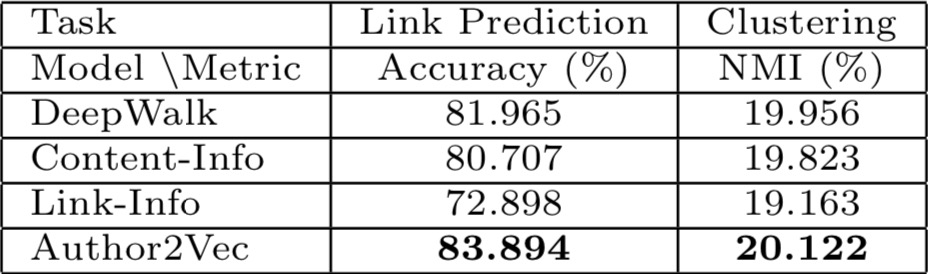 Task Link Prediction Clustering
Model \Metric Accuracy (%) NMI (%)
DeepWalk 81.965 19.956
Content-Info 80.707 19.823
Link-Info 72.898 19.163
Author2Vec 83.894 20.122